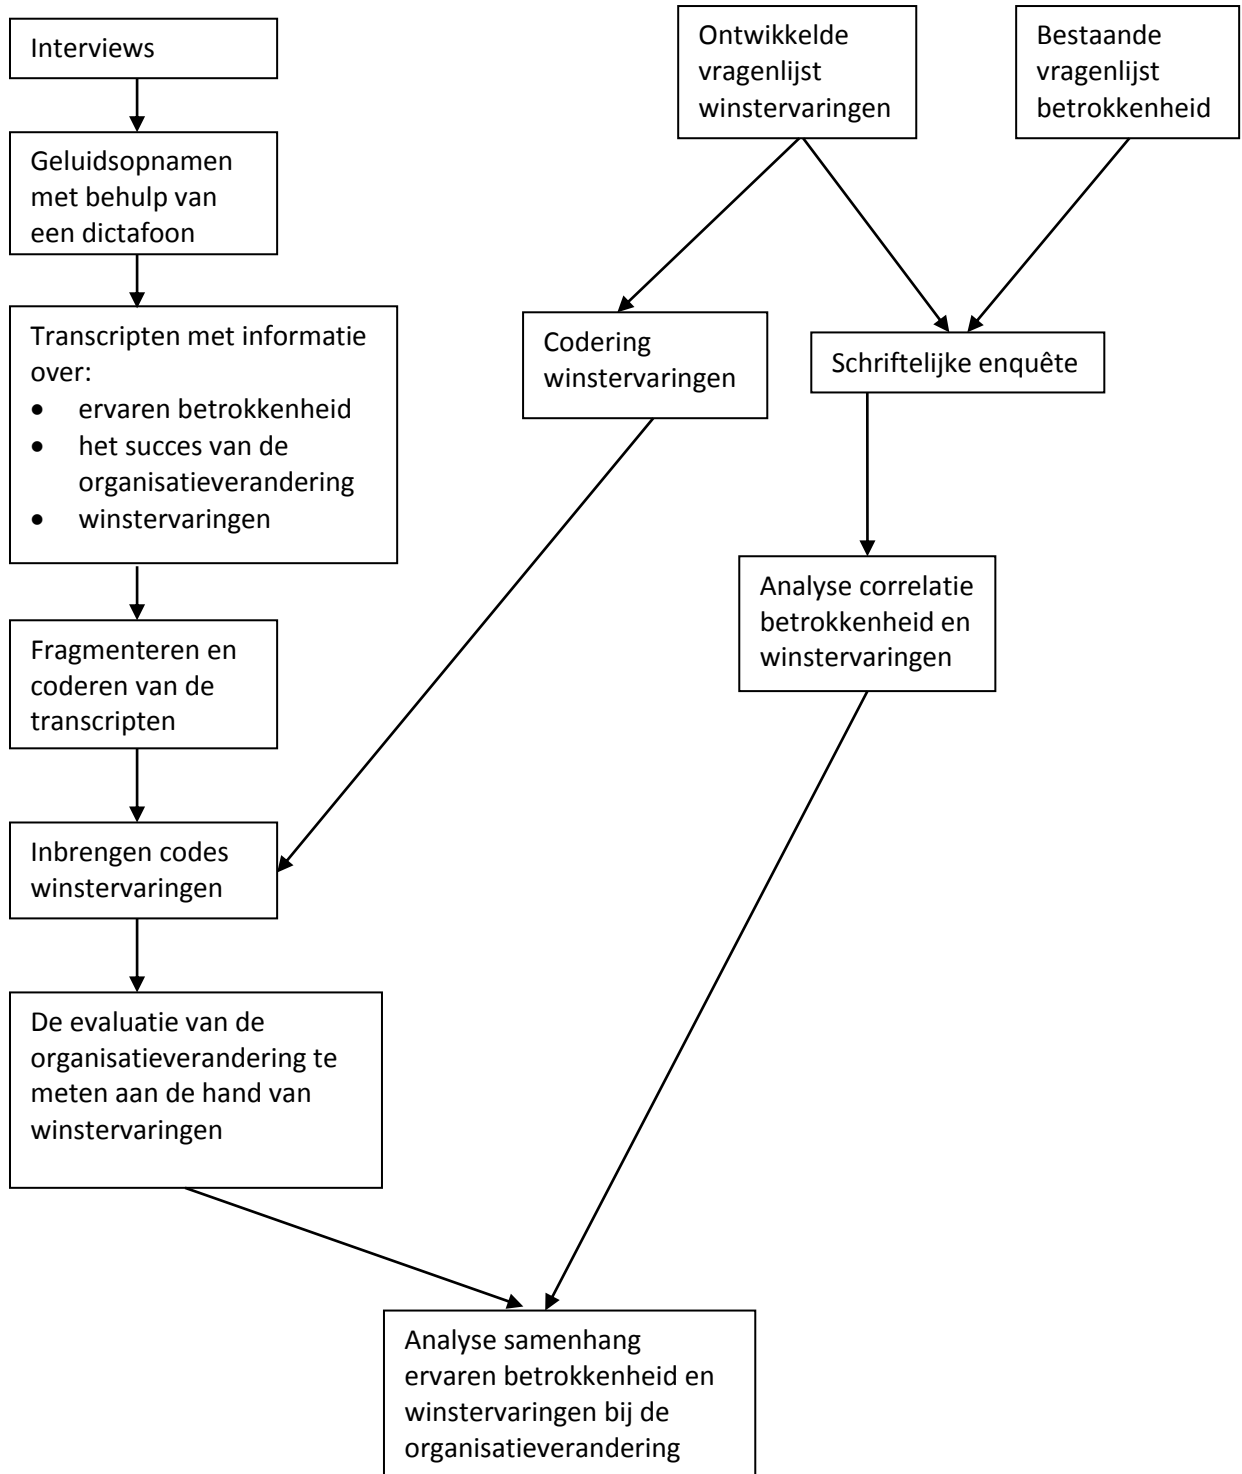 Interviews
Geluidsopnamen
met behulp van
een dictafoon
Transcripten met informatie
over:
• ervaren betrokkenheid
• het succes van de
organisatieverandering
• winstervaringen
Fragmenteren en
coderen van de
transcripten
Inbrengen codes
winstervaringen
De evaluatie van de
organisatieverandering te
meten aan de hand van
winstervaringen
Ontwikkelde
vragenlijst
winstervaringen
Bestaande
vragenlijst
betrokkenheid
Codering
winstervaringen
Schriftelijke enquête
Analyse correlatie
betrokkenheid en
winstervaringen
Analyse samenhang
ervaren betrokkenheid en
winstervaringen bij de
organisatieverandering